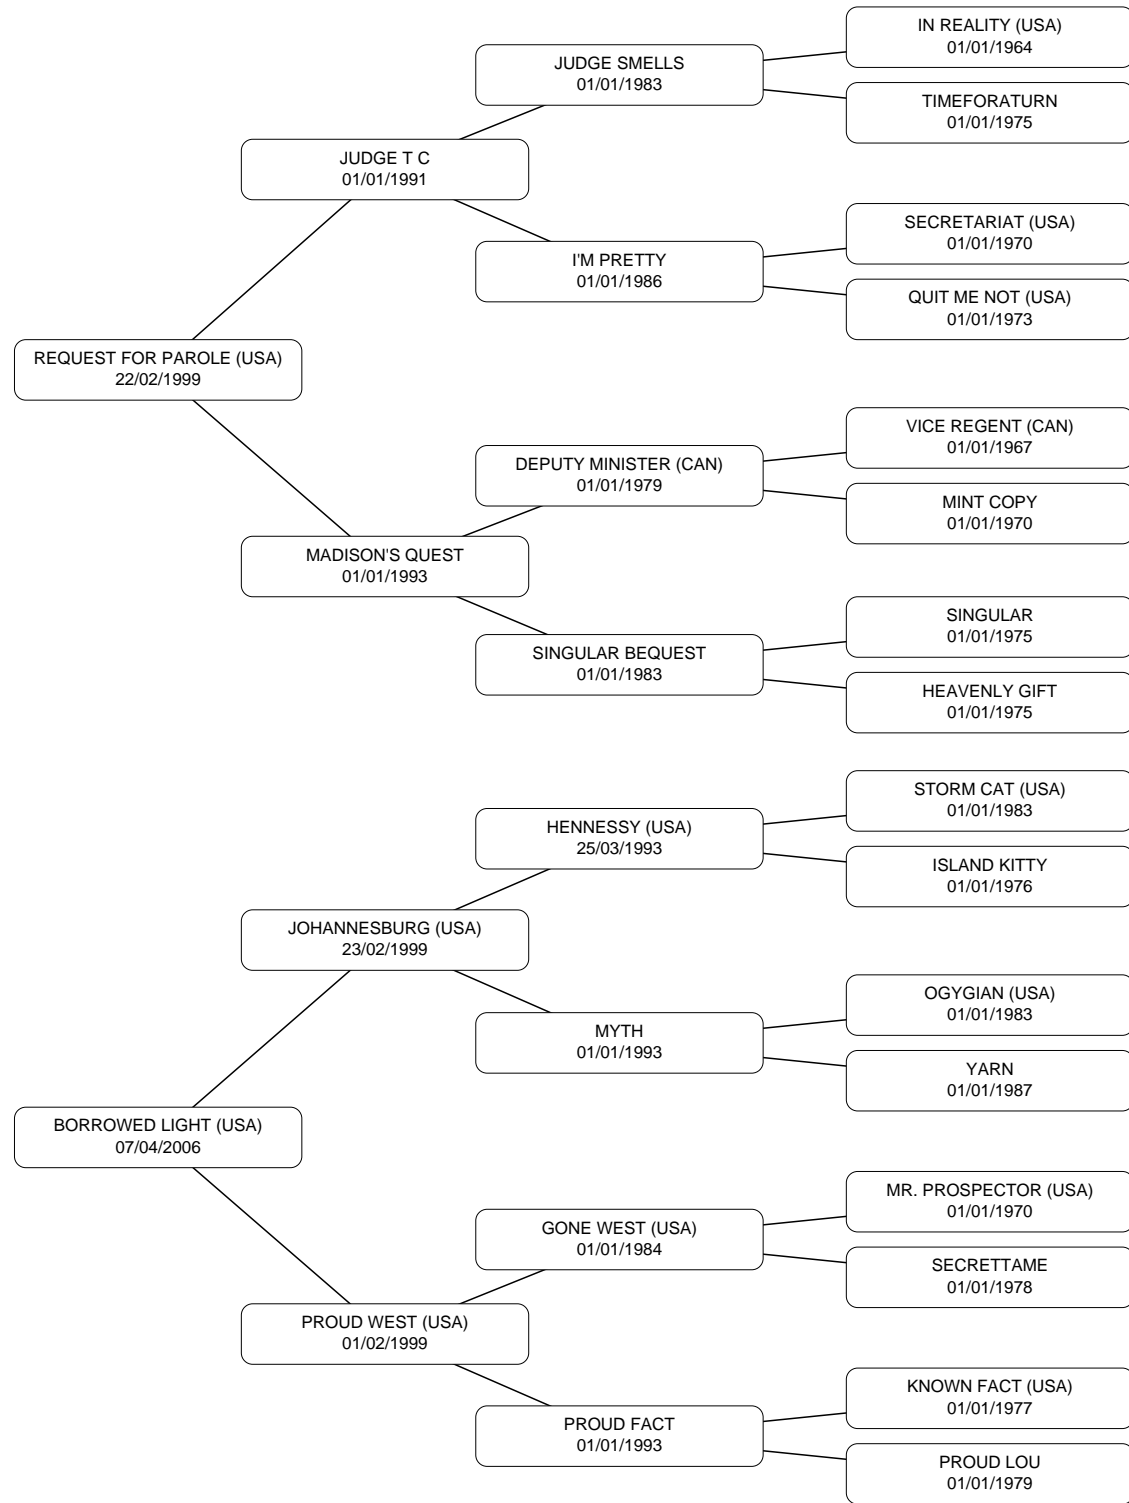 IN REALITY (USA)
01/01/1964
JUDGE SMELLS
01/01/1983
TIMEFORATURN
01/01/1975
JUDGE T C
01/01/1991
SECRETARIAT (USA)
01/01/1970
I'M PRETTY
01/01/1986
QUIT ME NOT (USA)
01/01/1973
REQUEST FOR PAROLE (USA)
22/02/1999
VICE REGENT (CAN)
01/01/1967
DEPUTY MINISTER (CAN)
01/01/1979
MINT COPY
01/01/1970
MADISON'S QUEST
01/01/1993
SINGULAR
01/01/1975
SINGULAR BEQUEST
01/01/1983
HEAVENLY GIFT
01/01/1975
STORM CAT (USA)
01/01/1983
HENNESSY (USA)
25/03/1993
ISLAND KITTY
01/01/1976
JOHANNESBURG (USA)
23/02/1999
OGYGIAN (USA)
01/01/1983
MYTH
01/01/1993
YARN
01/01/1987
BORROWED LIGHT (USA)
07/04/2006
MR. PROSPECTOR (USA)
01/01/1970
GONE WEST (USA)
01/01/1984
SECRETTAME
01/01/1978
PROUD WEST (USA)
01/02/1999
KNOWN FACT (USA)
01/01/1977
PROUD FACT
01/01/1993
PROUD LOU
01/01/1979